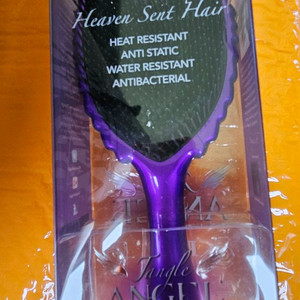 Heaven Sent Hair
HEAT RESISTANT
ANTI STATIC
WATER RESISTANT
ANTIBACTERIAL
Tangle
ANGEL